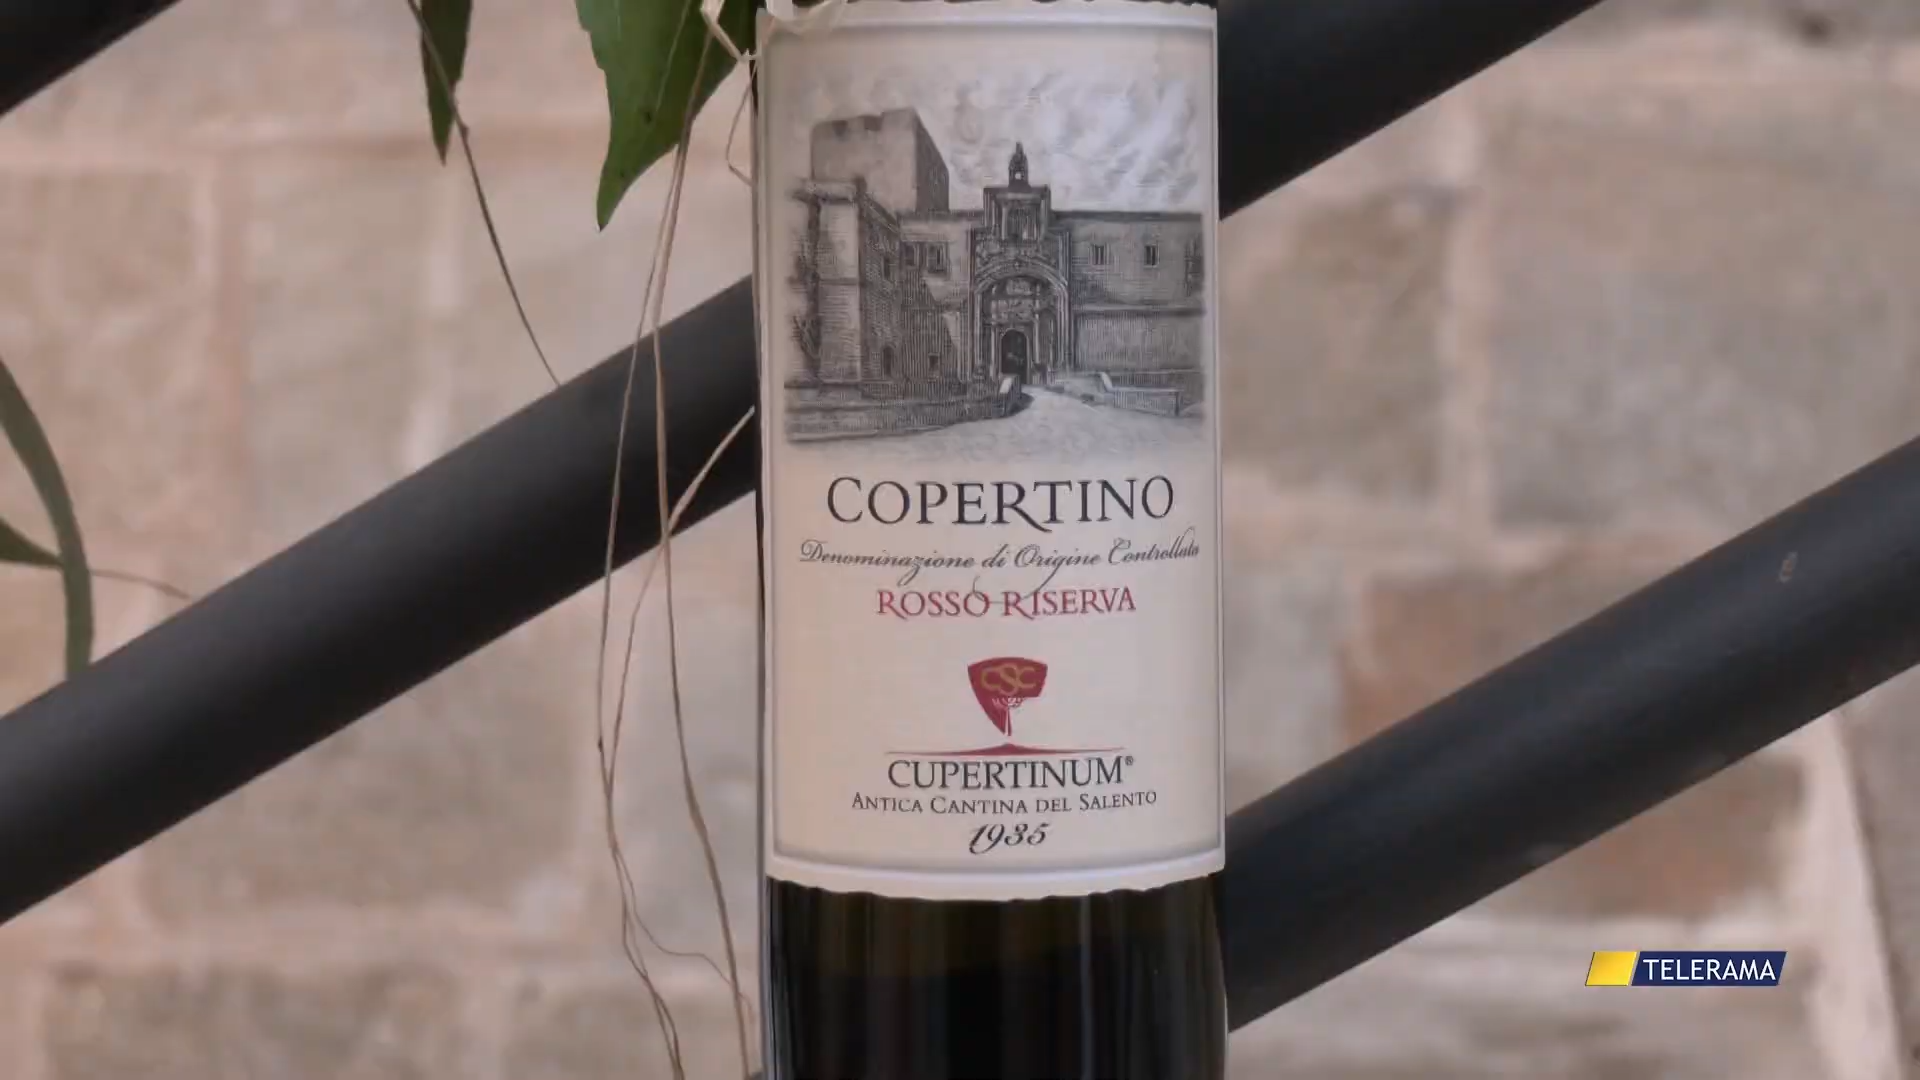 COPERTINO
Denominazione di Origine Controllata
ROSSO RISERVA
CSC
CUPERTINUM®
ANTICA CANTINA DEL SALENTO
1935
TELERAMA